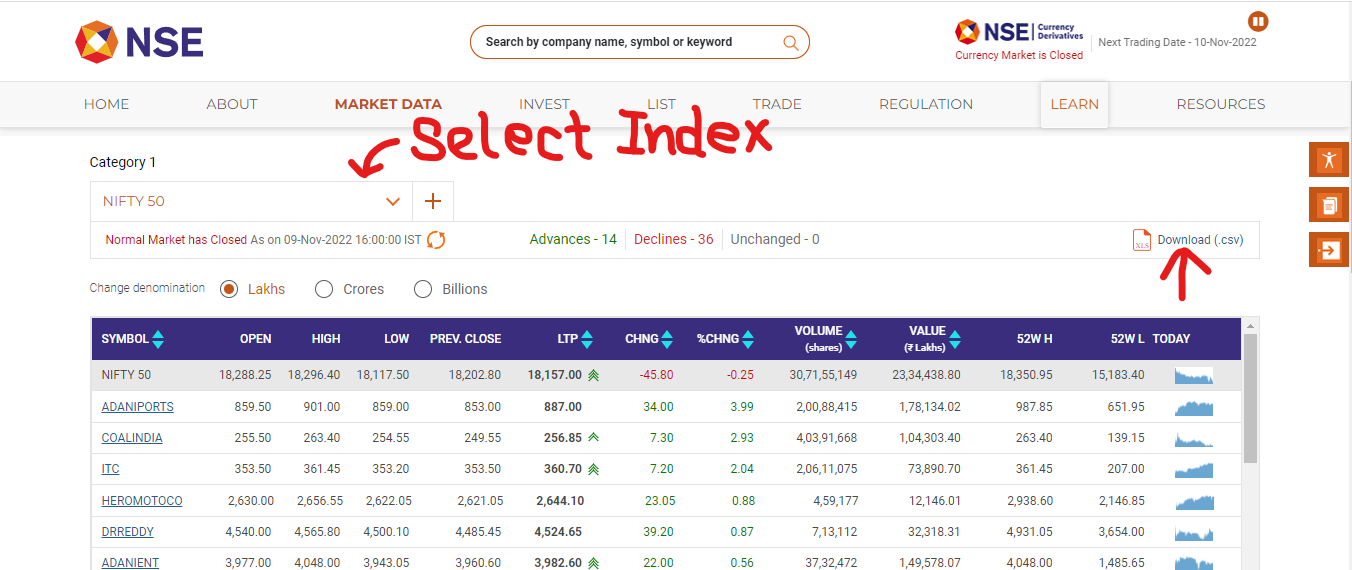 NSE
Search by company name, symbol or keyword
NSE Currency Derivatives
Currency Market is Closed
Next Trading Date - 10-Nov-2022
HOME ABOUT MARKET DATA INVEST LIST TRADE REGULATION LEARN RESOURCES
Select Index
Category 1
NIFTY 50
Normal Market has Closed As on 09-Nov-2022 16:00:00 IST Advances - 14 Declines - 36 Unchanged - 0 XLS Download (.csv)
Change denomination Lakhs Crores Billions
SYMBOL OPEN HIGH LOW PREV. CLOSE LTP CHNG %CHNG VOLUME (shares) VALUE (₹ Lakhs) 52W H 52W L TODAY
NIFTY 50 18,288.25 18,296.40 18,117.50 18,202.80 18,157.00 -45.80 -0.25 30,71,55,149 23,34,438.80 18,350.95 15,183.40
ADANIPORTS 859.50 901.00 859.00 853.00 887.00 34.00 3.99 2,00,88,415 1,78,134.02 987.85 651.95
COALINDIA 255.50 263.40 254.55 249.55 256.85 7.30 2.93 4,03,91,668 1,04,303.40 263.40 139.15
ITC 353.50 361.45 353.20 353.50 360.70 7.20 2.04 2,06,11,075 73,890.70 361.45 207.00
HEROMOTOCO 2,630.00 2,656.55 2,622.05 2,621.05 2,644.10 23.05 0.88 4,59,177 12,146.01 2,938.60 2,146.85
DRREDDY 4,540.00 4,565.80 4,500.10 4,485.45 4,524.65 39.20 0.87 7,13,112 32,318.31 4,931.05 3,654.00
ADANIENT 3,977.00 4,048.00 3,943.05 3,960.60 3,982.60 22.00 0.56 37,32,472 1,49,578.07 4,048.00 1,485.65